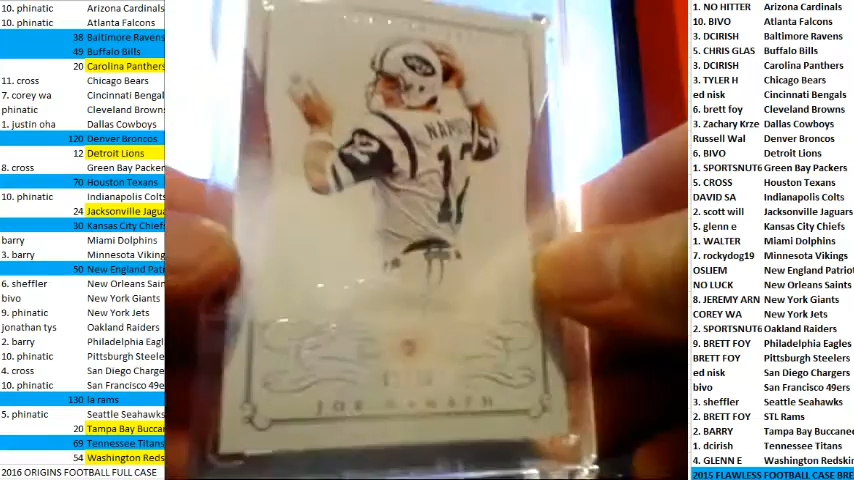 10. phinatic Arizona Cardinals
10. phinatic Atlanta Falcons
38 Baltimore Ravens
49 Buffalo Bills
20 Carolina Panthers
11. cross Chicago Bears
7. corey wa Cincinnati Bengal
phinatic Cleveland Browns
1. justin oha Dallas Cowboys
120 Denver Broncos
12 Detroit Lions
8. cross Green Bay Packer
70 Houston Texans
10. phinatic Indianapolis Colts
24 Jacksonville Jagua
30 Kansas City Chief
barry Miami Dolphins
3. barry Minnesota Viking
50 New England Patr
6. sheffler New Orleans Sain
bivo New York Giants
9. phinatic New York Jets
jonathan tys Oakland Raiders
2. barry Philadelphia Eagl
10. phinatic Pittsburgh Steele
4. cross San Diego Charge
10. phinatic San Francisco 49e
130 la rams
5. phinatic Seattle Seahawks
20 Tampa Bay Buccan
69 Tennessee Titans
54 Washington Reds
2016 ORIGINS FOOTBALL FULL CASE
12
JOE NAMATH
1. NO HITTER Arizona Cardinals
10. BIVO Atlanta Falcons
3. DCIRISH Baltimore Ravens
5. CHRIS GLAS Buffalo Bills
3. DCIRISH Carolina Panthers
3. TYLER H Chicago Bears
ed nisk Cincinnati Bengals
6. brett foy Cleveland Browns
3. Zachary Krze Dallas Cowboys
Russell Wal Denver Broncos
6. BIVO Detroit Lions
1. SPORTSNUT6 Green Bay Packers
5. CROSS Houston Texans
DAVID SA Indianapolis Colts
2. scott will Jacksonville Jaguars
5. glenn e Kansas City Chiefs
1. WALTER Miami Dolphins
7. rockydog19 Minnesota Vikings
OSLIEM New England Patriot
NO LUCK New Orleans Saints
8. JEREMY ARN New York Giants
COREY WA New York Jets
2. SPORTSNUT6 Oakland Raiders
9. BRETT FOY Philadelphia Eagles
BRETT FOY Pittsburgh Steelers
ed nisk San Diego Chargers
bivo San Francisco 49ers
3. sheffler Seattle Seahawks
2. BRETT FOY STL Rams
2. BARRY Tampa Bay Buccanee
1. dcirish Tennessee Titans
4. GLENN E Washington Redskin
2015 FLAWLESS FOOTBALL CASE BRE